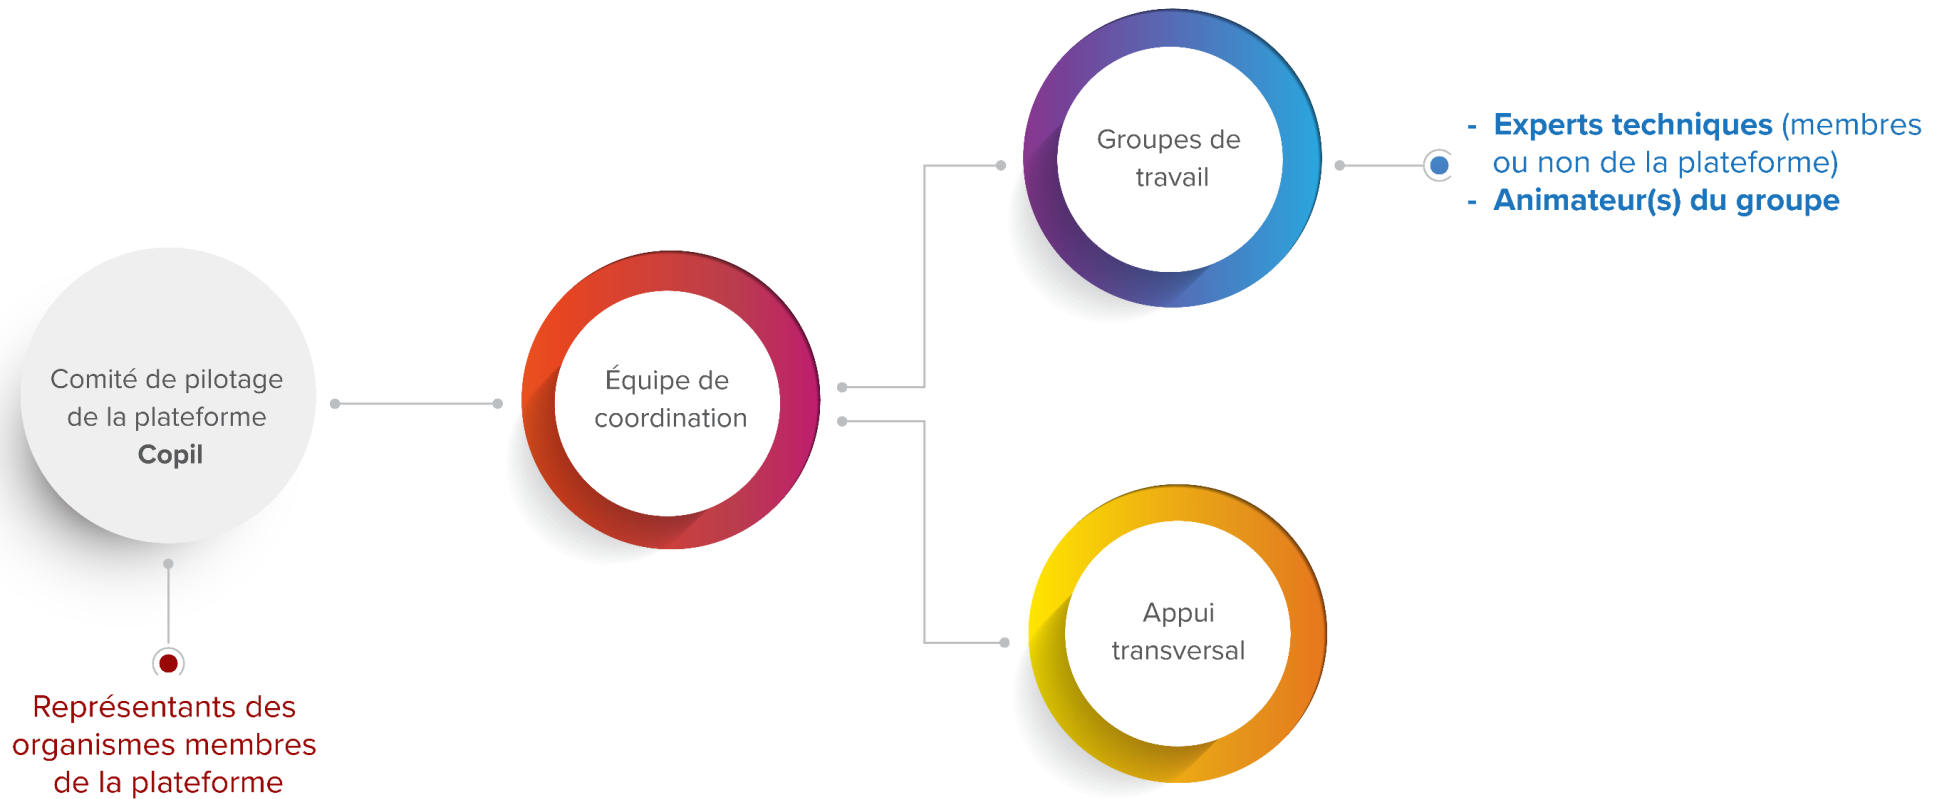 Groupes de
travail
- Experts techniques (membres
ou non de la plateforme)
- Animateur(s) du groupe
Comité de pilotage
de la plateforme
Copil
Équipe de
coordination
Appui
transversal
Représentants des
organismes membres
de la plateforme